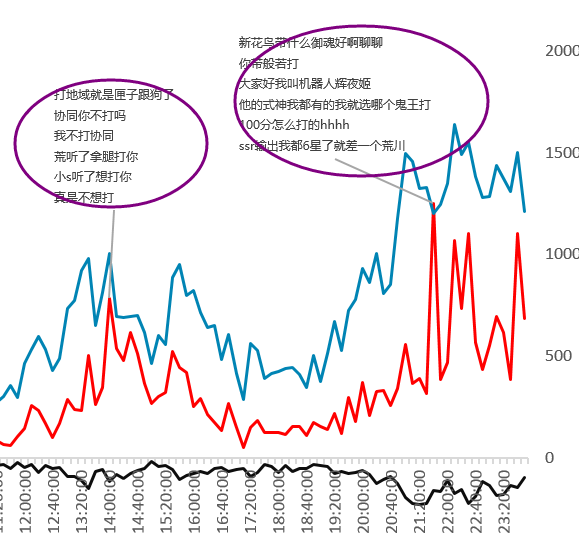 新花鸟带什么御魂好啊聊聊
你带般若打
大家好我叫机器人辉夜姬
他的式神我都有的我就选哪个鬼王打
100分怎么打的hhhh
ssr输出我都6星了就差一个荒川
打地域就是匣子跟狗子
协同你不打吗
我不打协同
荒听了拿腿打你
小s听了想打你
真是不想打
2000
1500
1000
500
0
11:20:00
12:00:00
12:40:00
13:20:00
14:00:00
14:40:00
15:20:00
16:00:00
16:40:00
17:20:00
18:00:00
18:40:00
19:20:00
20:00:00
20:40:00
21:20:00
22:00:00
22:40:00
23:20:00